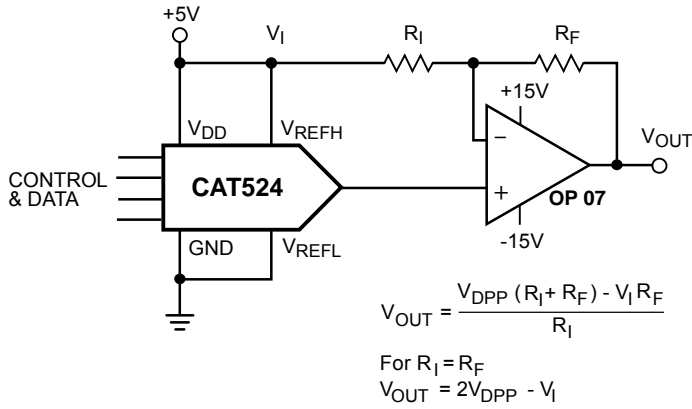 +5V
VI RI RF
+15V
VDD VREFH
VOUT
−
CONTROL
& DATA
CAT524
+
OP 07
GND VREFL
-15V
VOUT = VDPP (RI + RF) - VI RF
RI
For RI = RF
VOUT = 2VDPP - VI